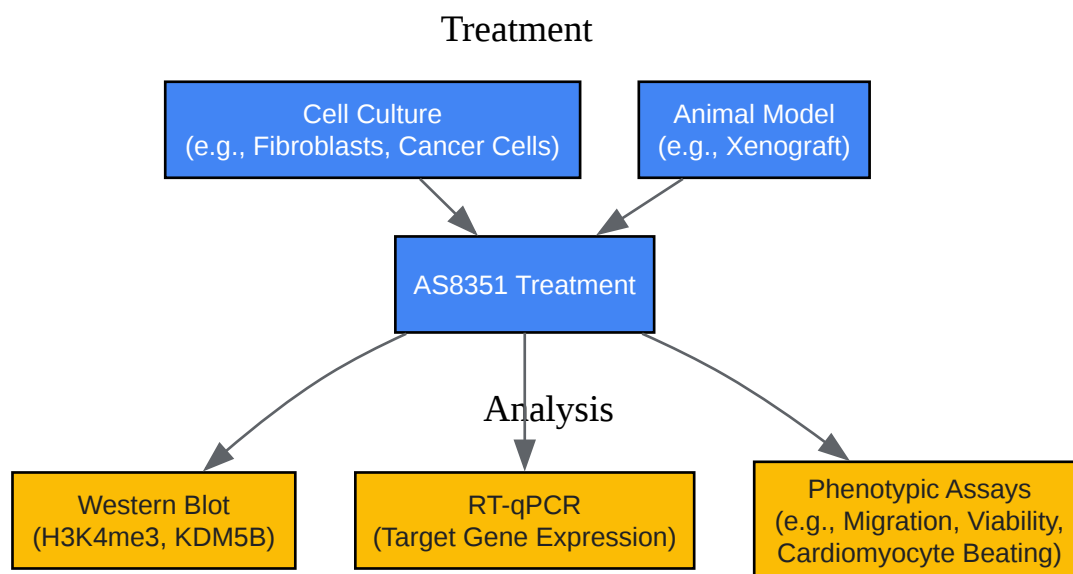 Treatment
Cell Culture
(e.g., Fibroblasts, Cancer Cells)
Animal Model
(e.g., Xenograft)
AS8351 Treatment
Analysis
Western Blot
(H3K4me3, KDM5B)
RT-qPCR
(Target Gene Expression)
Phenotypic Assays
(e.g., Migration, Viability,
Cardiomyocyte Beating)